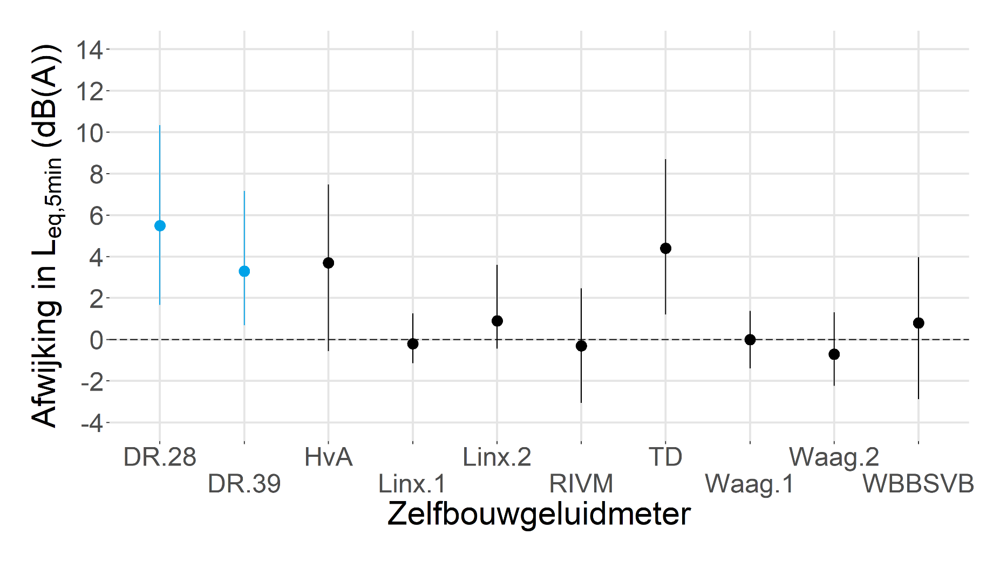 Afwijking in Leq,5min (dB(A))
14
12
10
8
6
4
2
0
-2
-4
DR.28 HvA Linx.2 TD Waag.2
DR.39 Linx.1 RIVM Waag.1 WBBSVB
Zelfbouwgeluidmeter